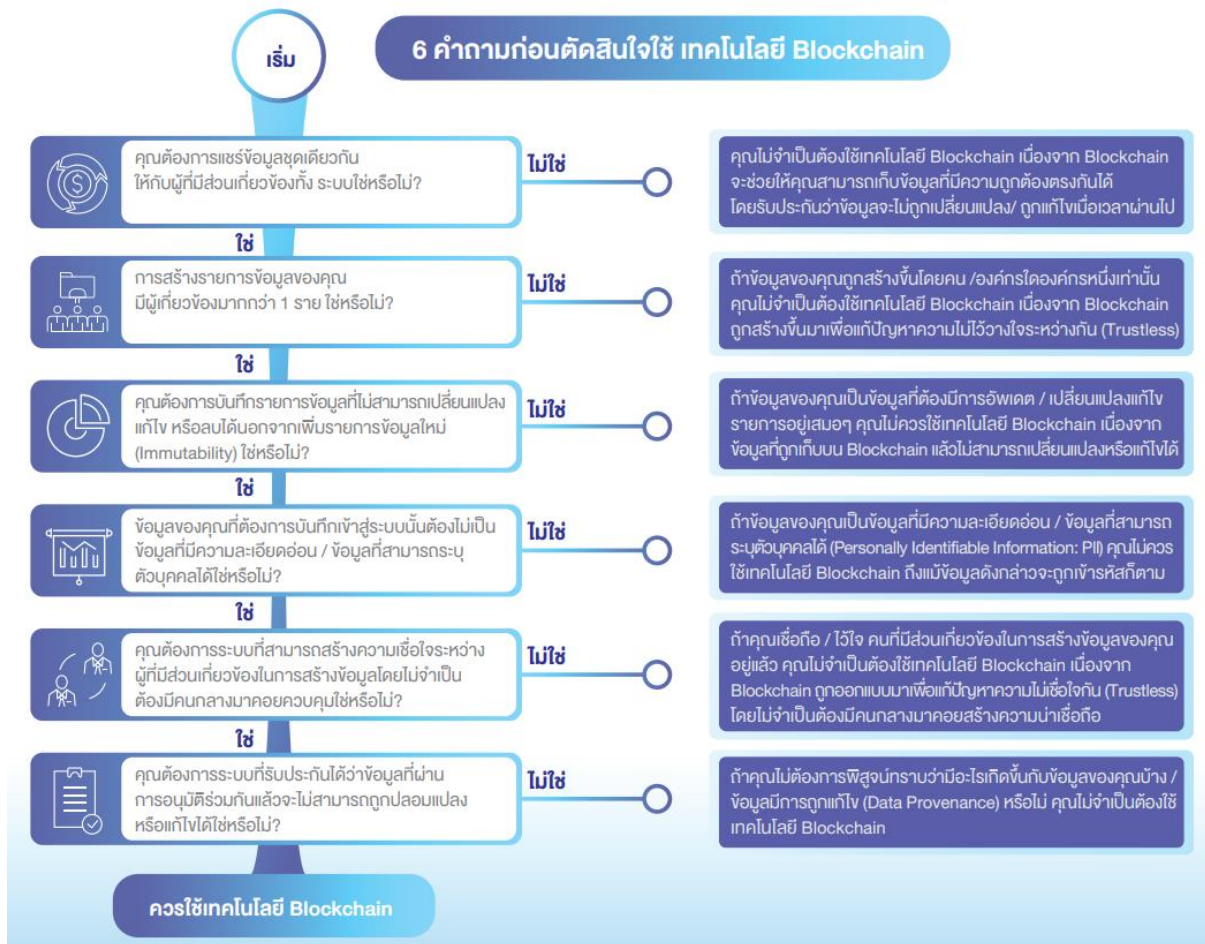 เริ่ม
6 คำถามก่อนตัดสินใจใช้ เทคโนโลยี Blockchain
คุณต้องการแชร์ข้อมูลชุดเดียวกัน
ให้กับผู้ที่มีส่วนเกี่ยวข้องทั้ง ระบบใช่หรือไม่?
ไม่ใช่
คุณไม่จำเป็นต้องใช้เทคโนโลยี Blockchain เนื่องจาก Blockchain
จะช่วยให้คุณสามารถเก็บข้อมูลที่มีความถูกต้องตรงกันได้
โดยรับประกันว่าข้อมูลจะไม่ถูกเปลี่ยนแปลง/ ถูกแก้ไขเมื่อเวลาผ่านไป
ใช่
การสร้างรายการข้อมูลของคุณ
มีผู้เกี่ยวข้องมากกว่า 1 ราย ใช่หรือไม่?
ไม่ใช่
ถ้าข้อมูลของคุณถูกสร้างขึ้นโดยคน /องค์กรใดองค์กรหนึ่งเท่านั้น
คุณไม่จำเป็นต้องใช้เทคโนโลยี Blockchain เนื่องจาก Blockchain
ถูกสร้างขึ้นมาเพื่อแก้ปัญหาความไม่ไว้วางใจระหว่างกัน (Trustless)
ใช่
คุณต้องการบันทึกรายการข้อมูลที่ไม่สามารถเปลี่ยนแปลง
แก้ไข หรือลบได้นอกจากเพิ่มรายการข้อมูลใหม่
(Immutability) ใช่หรือไม่?
ไม่ใช่
ถ้าข้อมูลของคุณเป็นข้อมูลที่ต้องมีการอัพเดต / เปลี่ยนแปลงแก้ไข
รายการอยู่เสมอๆ คุณไม่ควรใช้เทคโนโลยี Blockchain เนื่องจาก
ข้อมูลที่ถูกเก็บบน Blockchain แล้วไม่สามารถเปลี่ยนแปลงหรือแก้ไขได้
ใช่
ข้อมูลของคุณที่ต้องการบันทึกเข้าสู่ระบบนั้นต้องไม่เป็น
ข้อมูลที่มีความละเอียดอ่อน / ข้อมูลที่สามารถระบุ
ตัวบุคคลได้ใช่หรือไม่?
ไม่ใช่
ถ้าข้อมูลของคุณเป็นข้อมูลที่มีความละเอียดอ่อน / ข้อมูลที่สามารถ
ระบุตัวบุคคลได้ (Personally Identifiable Information: PII) คุณไม่ควร
ใช้เทคโนโลยี Blockchain ถึงแม้ข้อมูลดังกล่าวจะถูกเข้ารหัสก็ตาม
ใช่
คุณต้องการระบบที่สามารถสร้างความเชื่อใจระหว่าง
ผู้ที่มีส่วนเกี่ยวข้องในการสร้างข้อมูลโดยไม่จำเป็น
ต้องมีคนกลางมาคอยควบคุมใช่หรือไม่?
ไม่ใช่
ถ้าคุณเชื่อถือ / ไว้ใจ คนที่มีส่วนเกี่ยวข้องในการสร้างข้อมูลของคุณ
อยู่แล้ว คุณไม่จำเป็นต้องใช้เทคโนโลยี Blockchain เนื่องจาก
Blockchain ถูกออกแบบมาเพื่อแก้ปัญหาความไม่เชื่อใจกัน (Trustless)
โดยไม่จำเป็นต้องมีคนกลางมาคอยสร้างความน่าเชื่อถือ
ใช่
คุณต้องการระบบที่รับประกันได้ว่าข้อมูลที่ผ่าน
การอนุมัติร่วมกันแล้วจะไม่สามารถถูกปลอมแปลง
หรือแก้ไขได้ใช่หรือไม่?
ไม่ใช่
ถ้าคุณไม่ต้องการพิสูจน์ทราบว่ามีอะไรเกิดขึ้นกับข้อมูลของคุณบ้าง /
ข้อมูลมีการถูกแก้ไข (Data Provenance) หรือไม่ คุณไม่จำเป็นต้องใช้
เทคโนโลยี Blockchain
ควรใช้เทคโนโลยี Blockchain